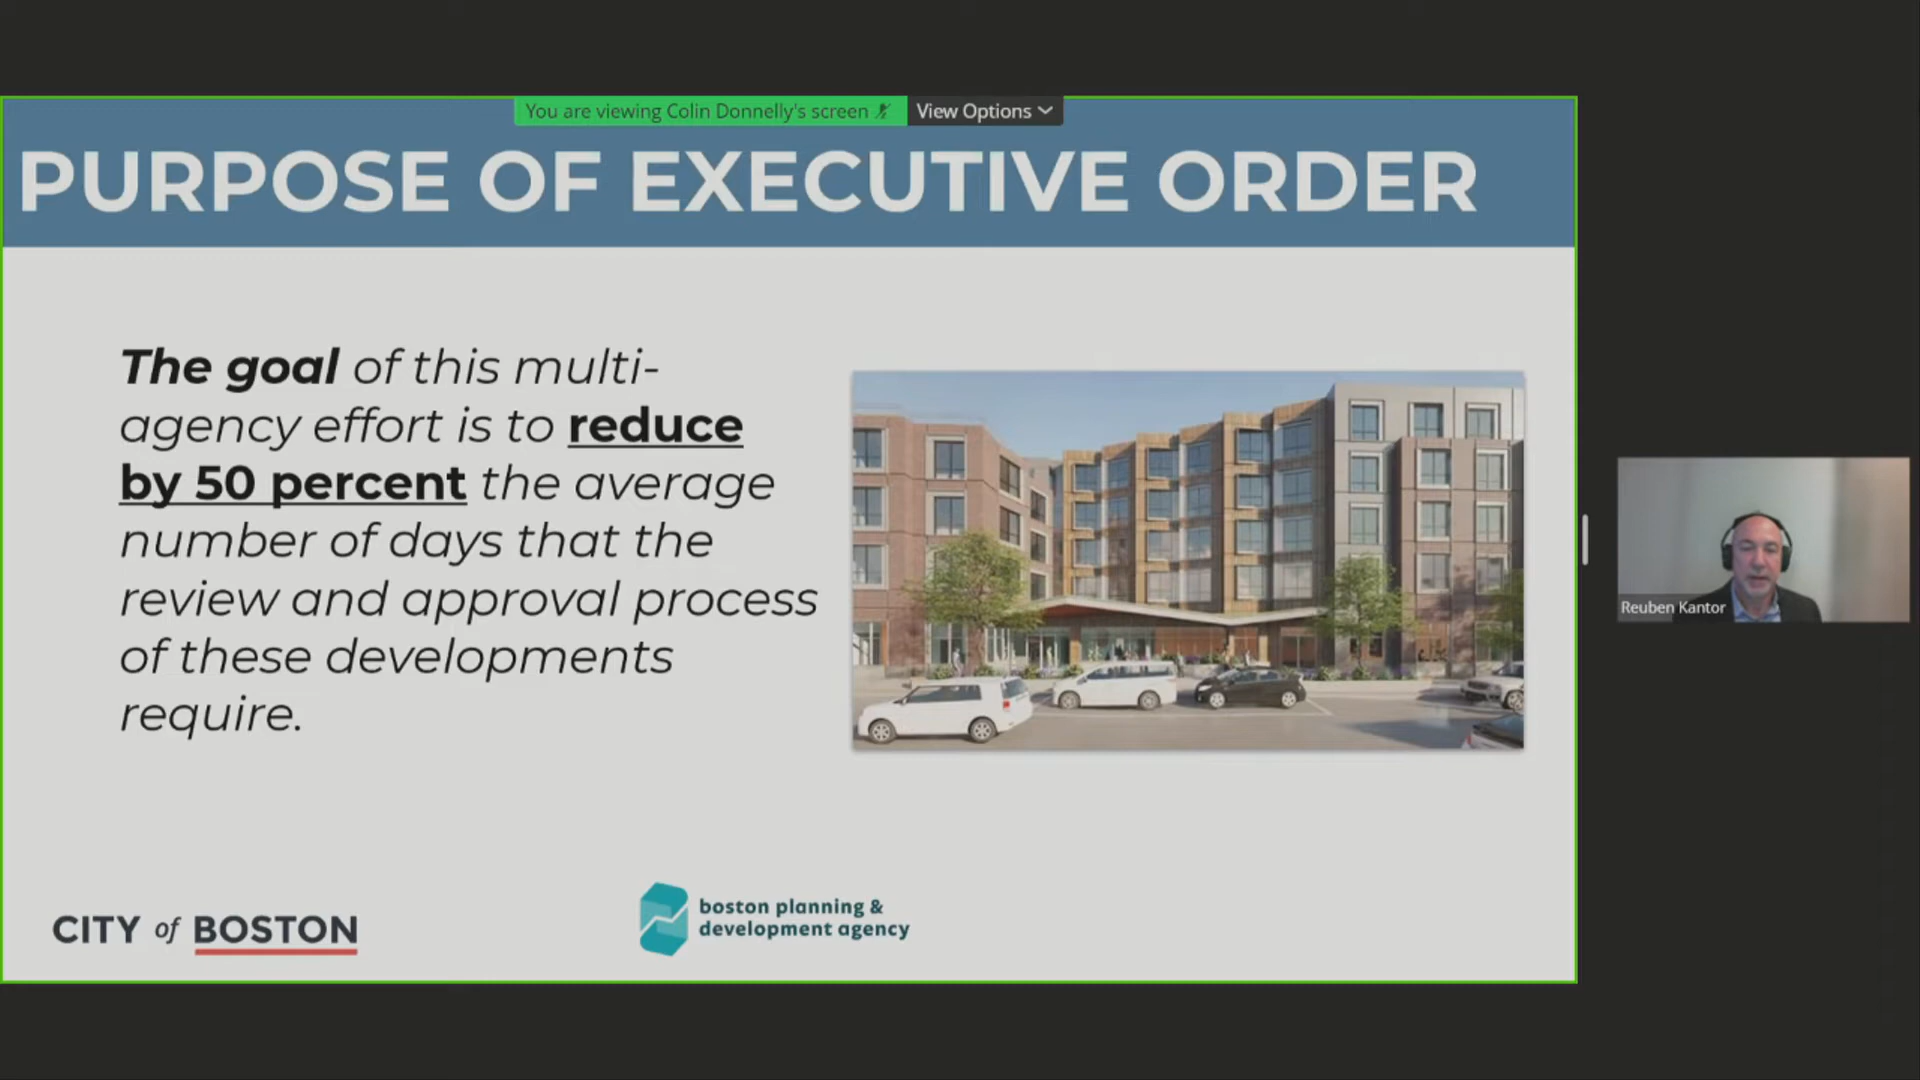 You are viewing Colin Donnelly's screen
View Options
PURPOSE OF EXECUTIVE ORDER
The goal of this multi-
agency effort is to reduce
by 50 percent the average
number of days that the
review and approval process
of these developments
require.
Reuben Kantor
CITY of BOSTON
boston planning &
development agency